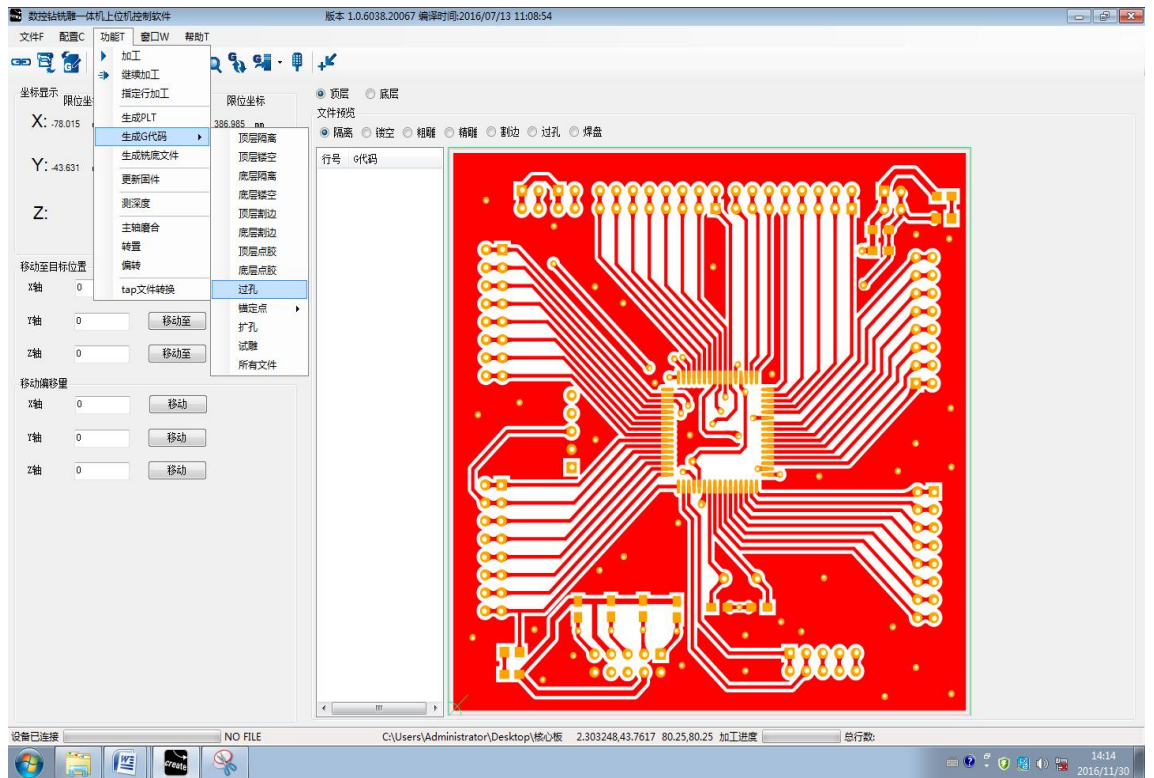 数控钻铣雕一体机上位机控制软件 版本 1.0.6038.20067 编译时间:2016/07/13 11:08:54
文件F 配置C 功能T 窗口W 帮助T
加工
继续加工
指定行加工
生成PLT
生成G代码
生成铣底文件
更新固件
测深度
主轴磨合
转置
偏转
tap文件转换
顶层隔离
顶层镂空
底层隔离
底层镂空
顶层割边
底层割边
顶层点胶
底层点胶
过孔
锚定点
扩孔
试雕
所有文件
坐标显示 限位坐 限位坐标
X: -78.015 386.985 mm
Y: -43.631
Z:
移动至目标位置
X轴 0
Y轴 0 移动至
Z轴 0 移动至
移动偏移量
X轴 0 移动
Y轴 0 移动
Z轴 0 移动
顶层 底层
文件预览
隔离 镂空 粗雕 精雕 割边 过孔 焊盘
行号 G代码
设备已连接 NO FILE C:\Users\Administrator\Desktop\核心板 2.303248,43.7617 80.25,80.25 加工进度 总行数:
create
14:14
2016/11/30